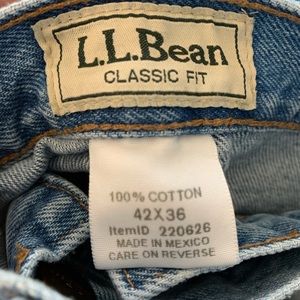 L.L.Bean
CLASSIC FIT
100% COTTON
42X36
ItemID 220626
MADE IN MEXICO
CARE ON REVERSE